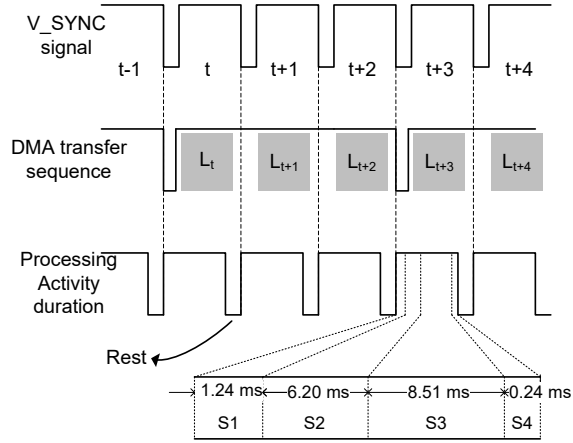 V_SYNC
signal
t-1 t t+1 t+2 t+3 t+4
DMA transfer
sequence
Lt Lt+1 Lt+2 Lt+3 Lt+4
Processing
Activity
duration
Rest
1.24 ms 6.20 ms 8.51 ms 0.24 ms
S1 S2 S3 S4